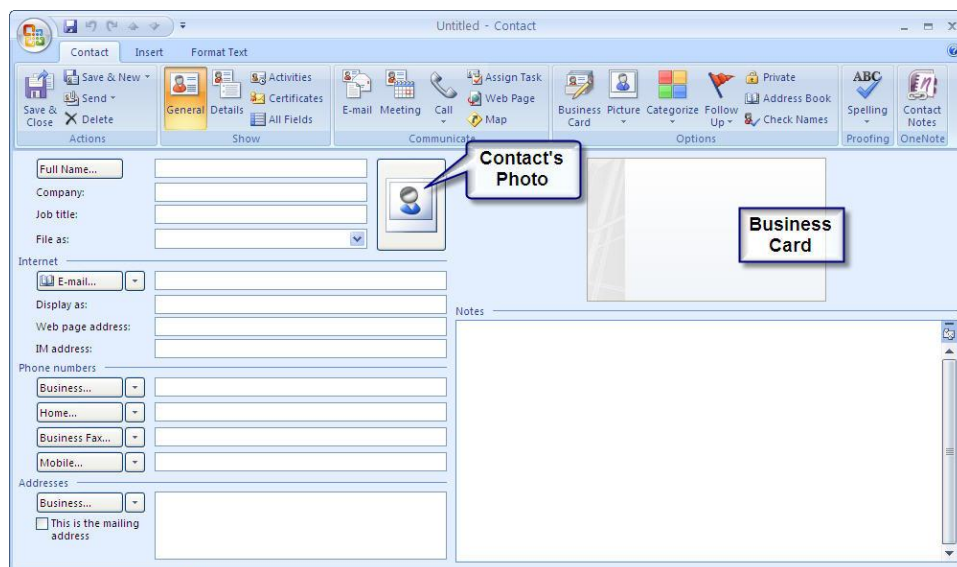 Untitled - Contact
Contact Insert Format Text
Save & Close
Save & New
Send
Delete
Actions
General
Details
Activities
Certificates
All Fields
Show
E-mail
Meeting
Call
Assign Task
Web Page
Map
Communicate
Business Card
Picture
Categorize
Follow Up
Private
Address Book
Check Names
Options
ABC
Spelling
Proofing
Contact Notes
OneNote
Full Name...
Company:
Job title:
File as:
Contact's
Photo
Business
Card
Internet
E-mail...
Display as:
Web page address:
IM address:
Phone numbers
Business...
Home...
Business Fax...
Mobile...
Addresses
Business...
This is the mailing
address
Notes